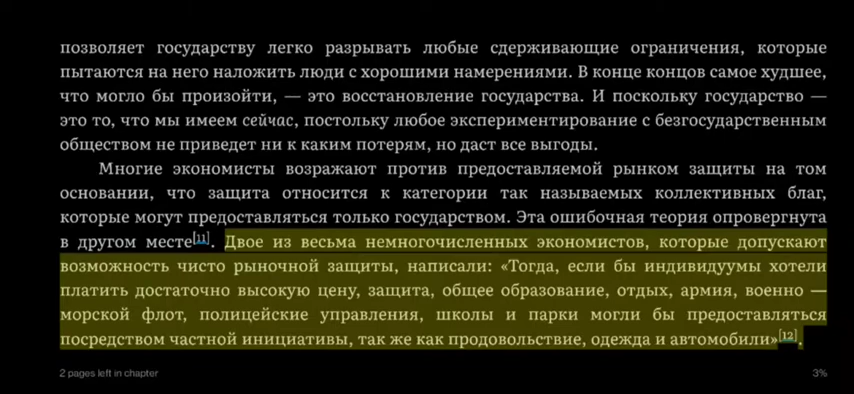 позволяет государству легко разрывать любые сдерживающие ограничения, которые
пытаются на него наложить люди с хорошими намерениями. В конце концов самое худшее,
что могло бы произойти, — это восстановление государства. И поскольку государство —
это то, что мы имеем сейчас, постольку любое экспериментирование с безгосударственным
обществом не приведет ни к каким потерям, но даст все выгоды.
Многие экономисты возражают против предоставляемой рынком защиты на том
основании, что защита относится к категории так называемых коллективных благ,
которые могут предоставляться только государством. Эта ошибочная теория опровергнута
в другом месте[11]. Двое из весьма немногочисленных экономистов, которые допускают
возможность чисто рыночной защиты, написали: «Тогда, если бы индивидуумы хотели
платить достаточно высокую цену, защита, общее образование, отдых, армия, военно —
морской флот, полицейские управления, школы и парки могли бы предоставляться
посредством частной инициативы, так же как продовольствие, одежда и автомобили»[12].
2 pages left in chapter
3%